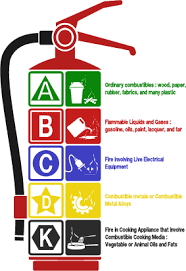 A
Ordinary combustibles : wood, paper,
rubber, fabrics, and many plastic
B
Flammable Liquids and Gases :
gasoline, oils, paint, lacquer, and tar
C
Fire involving Live Electrical
Equipment
D
Combustible metals or Combustible
Metal Alloys
K
Fire in Cooking Appliance that involve
Combustible Cooking Media :
Vegetable or Animal Oils and Fats